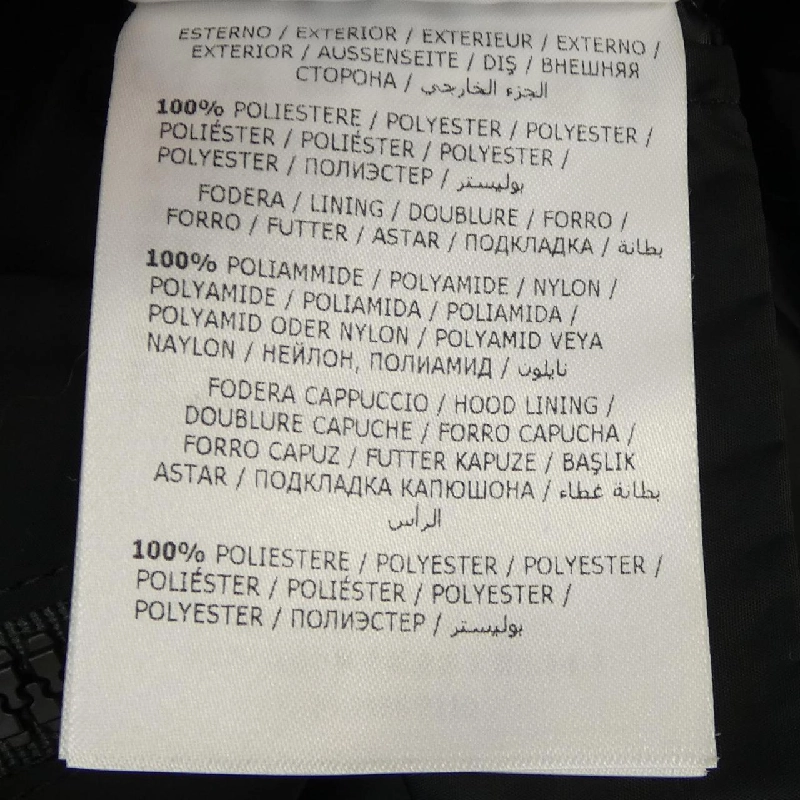 ESTERNO / EXTERIOR / EXTERIEUR / EXTERNO /
EXTERIOR / AUSSENSEITE / DIŞ / ВНЕШНЯЯ
СТОРОНА / الجزء الخارجي
100% POLIESTERE / POLYESTER / POLYESTER /
POLIÉSTER / POLIÉSTER / POLYESTER /
POLYESTER / ПОЛИЭСТЕР / بوليستر
FODERA / LINING / DOUBLURE / FORRO /
FORRO / FUTTER / ASTAR / ПОДКЛАДКА / بطانة
100% POLIAMMIDE / POLYAMIDE / NYLON /
POLYAMIDE / POLIAMIDA / POLIAMIDA /
POLYAMID ODER NYLON / POLYAMID VEYA
NAYLON / НЕЙЛОН, ПОЛИАМИД / نايلون
FODERA CAPPUCCIO / HOOD LINING /
DOUBLURE CAPUCHE / FORRO CAPUCHA /
FORRO CAPUZ / FUTTER KAPUZE / BAŞLIK
ASTAR / ПОДКЛАДКА КАПЮШОНА / بطانة غطاء
الرأس
100% POLIESTERE / POLYESTER / POLYESTER /
POLIÉSTER / POLIÉSTER / POLYESTER /
POLYESTER / ПОЛИЭСТЕР / بوليستر